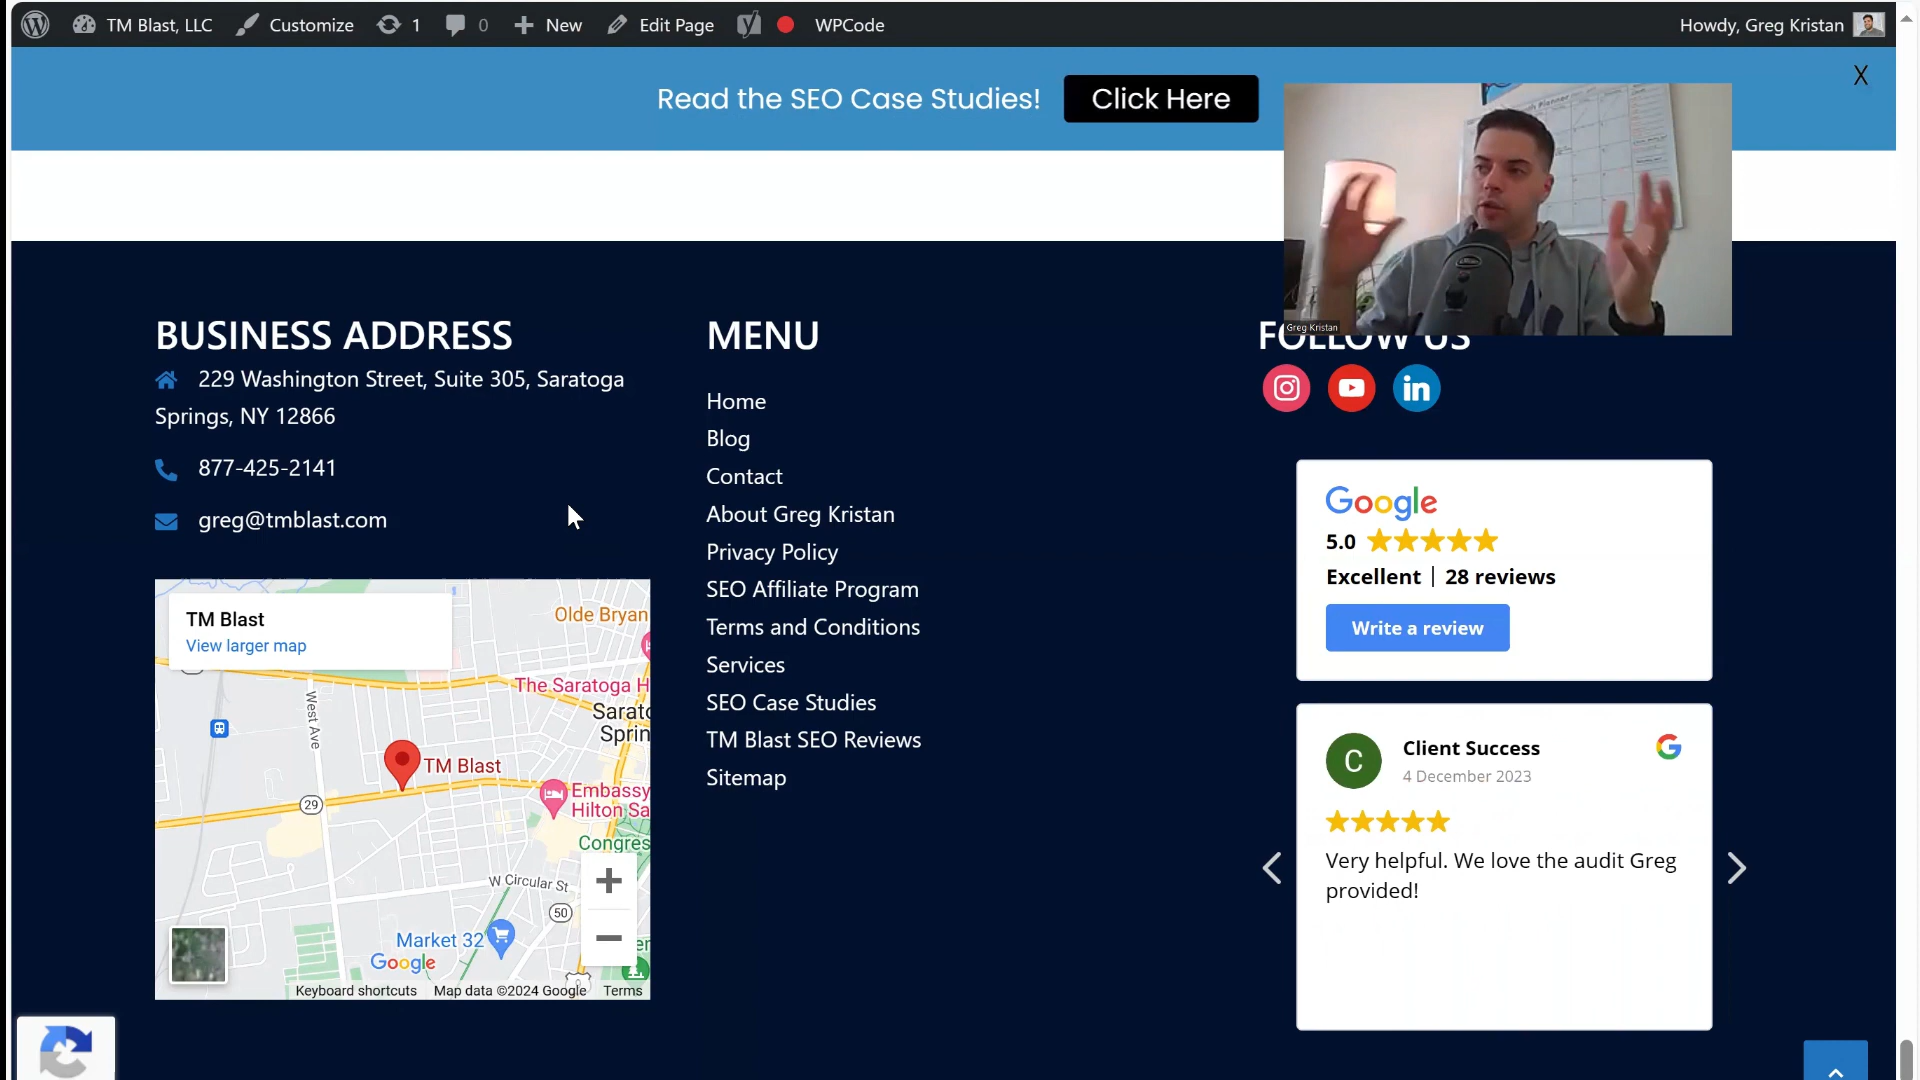 TM Blast, LLC
Customize
1
0
New
Edit Page
WPCode
Howdy, Greg Kristan
Read the SEO Case Studies!
Click Here
X
Greg Kristan
BUSINESS ADDRESS
229 Washington Street, Suite 305, Saratoga
Springs, NY 12866
877-425-2141
greg@tmblast.com
TM Blast
View larger map
Olde Bryan
The Saratoga H
Sarato
Sprin
West Ave
TM Blast
Embassy
Hilton Sa
29
Congres
W Circular St
50
Market 32
Google
Keyboard shortcuts
Map data ©2024 Google
Terms
MENU
Home
Blog
Contact
About Greg Kristan
Privacy Policy
SEO Affiliate Program
Terms and Conditions
Services
SEO Case Studies
TM Blast SEO Reviews
Sitemap
FOLLOW US
Google
5.0
Excellent | 28 reviews
Write a review
C
Client Success
4 December 2023
Very helpful. We love the audit Greg
provided!